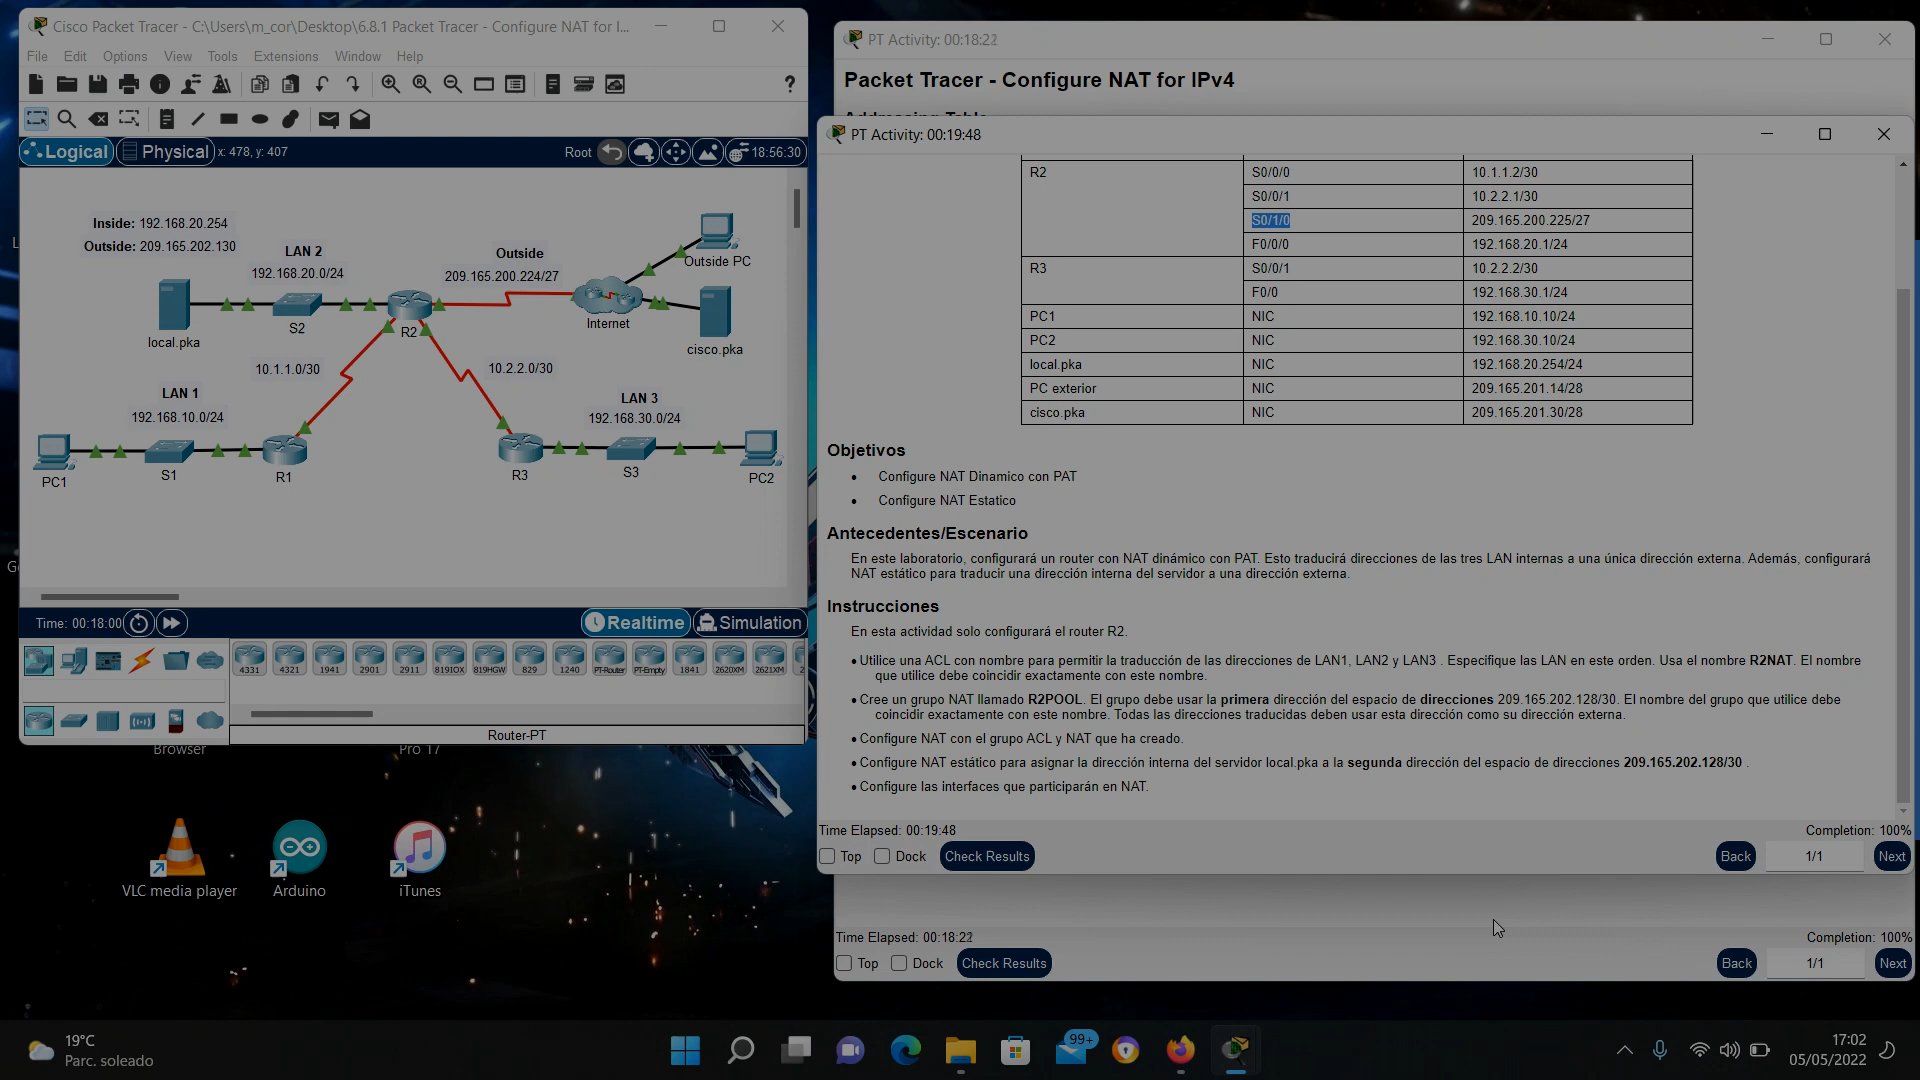 Cisco Packet Tracer - C:\Users\m_cor\Desktop\6.8.1 Packet Tracer - Configure NAT for I...
File Edit Options View Tools Extensions Window Help
Logical Physical x: 478, y: 407 Root 18:56:30
Inside: 192.168.20.254
Outside: 209.165.202.130
LAN 2
192.168.20.0/24
Outside
209.165.200.224/27
Outside PC
local.pka
S2
R2
Internet
cisco.pka
10.1.1.0/30
10.2.2.0/30
LAN 1
192.168.10.0/24
LAN 3
192.168.30.0/24
PC1
S1
R1
R3
S3
PC2
Time: 00:18:00 Realtime Simulation
4331 4321 1941 2901 2911 819IOX 819HGW 829 1240 PT-Router PT-Empty 1841 2620XM 2621XM 2
Router-PT
Browser
Pro 17
VLC media player
Arduino
iTunes
PT Activity: 00:18:22
Packet Tracer - Configure NAT for IPv4
PT Activity: 00:19:48
R2 S0/0/0 10.1.1.2/30
S0/0/1 10.2.2.1/30
S0/1/0 209.165.200.225/27
F0/0/0 192.168.20.1/24
R3 S0/0/1 10.2.2.2/30
F0/0 192.168.30.1/24
PC1 NIC 192.168.10.10/24
PC2 NIC 192.168.30.10/24
local.pka NIC 192.168.20.254/24
PC exterior NIC 209.165.201.14/28
cisco.pka NIC 209.165.201.30/28
Objetivos
• Configure NAT Dinamico con PAT
• Configure NAT Estatico
Antecedentes/Escenario
En este laboratorio, configurará un router con NAT dinámico con PAT. Esto traducirá direcciones de las tres LAN internas a una única dirección externa. Además, configurará
NAT estático para traducir una dirección interna del servidor a una dirección externa.
Instrucciones
En esta actividad solo configurará el router R2.
• Utilice una ACL con nombre para permitir la traducción de las direcciones de LAN1, LAN2 y LAN3 . Especifique las LAN en este orden. Usa el nombre R2NAT. El nombre
que utilice debe coincidir exactamente con este nombre.
• Cree un grupo NAT llamado R2POOL. El grupo debe usar la primera dirección del espacio de direcciones 209.165.202.128/30. El nombre del grupo que utilice debe
coincidir exactamente con este nombre. Todas las direcciones traducidas deben usar esta dirección como su dirección externa.
• Configure NAT con el grupo ACL y NAT que ha creado.
• Configure NAT estático para asignar la dirección interna del servidor local.pka a la segunda dirección del espacio de direcciones 209.165.202.128/30 .
• Configure las interfaces que participarán en NAT.
Time Elapsed: 00:19:48 Completion: 100%
Top Dock Check Results Back 1/1 Next
Time Elapsed: 00:18:22 Completion: 100%
Top Dock Check Results Back 1/1 Next
19°C
Parc. soleado
99+
17:02
05/05/2022